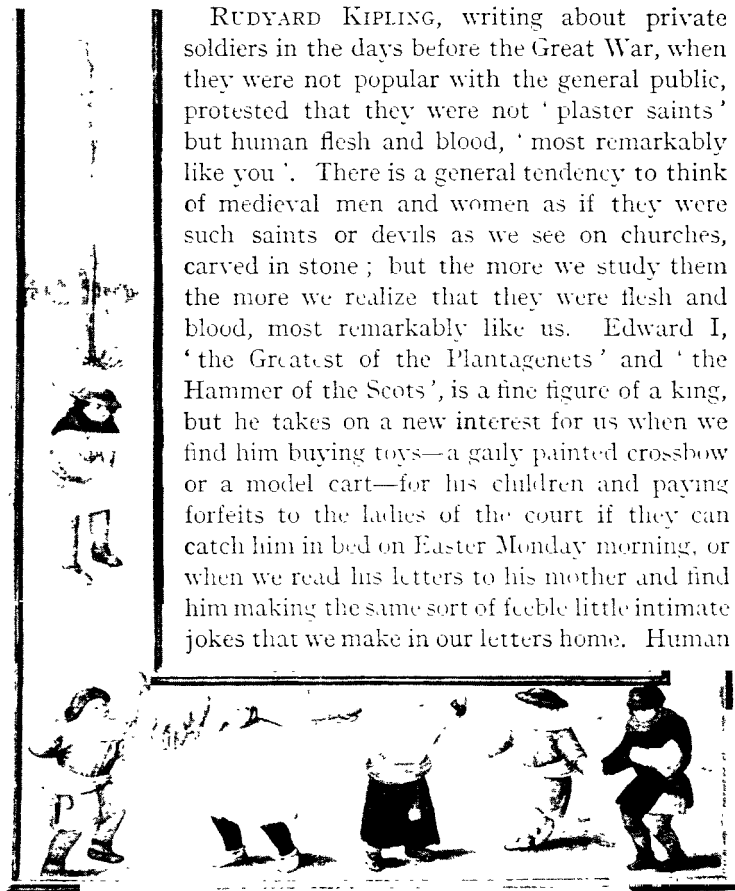 RUDYARD KIPLING, writing about private
soldiers in the days before the Great War, when
they were not popular with the general public,
protested that they were not ‘ plaster saints ’
but human flesh and blood, ‘ most remarkably
like you ’. There is a general tendency to think
of medieval men and women as if they were
such saints or devils as we see on churches,
carved in stone ; but the more we study them
the more we realize that they were flesh and
blood, most remarkably like us. Edward I,
‘ the Greatest of the Plantagenets ’ and ‘ the
Hammer of the Scots ’, is a fine figure of a king,
but he takes on a new interest for us when we
find him buying toys—a gaily painted crossbow
or a model cart—for his children and paying
forfeits to the ladies of the court if they can
catch him in bed on Easter Monday morning, or
when we read his letters to his mother and find
him making the same sort of feeble little intimate
jokes that we make in our letters home. Human